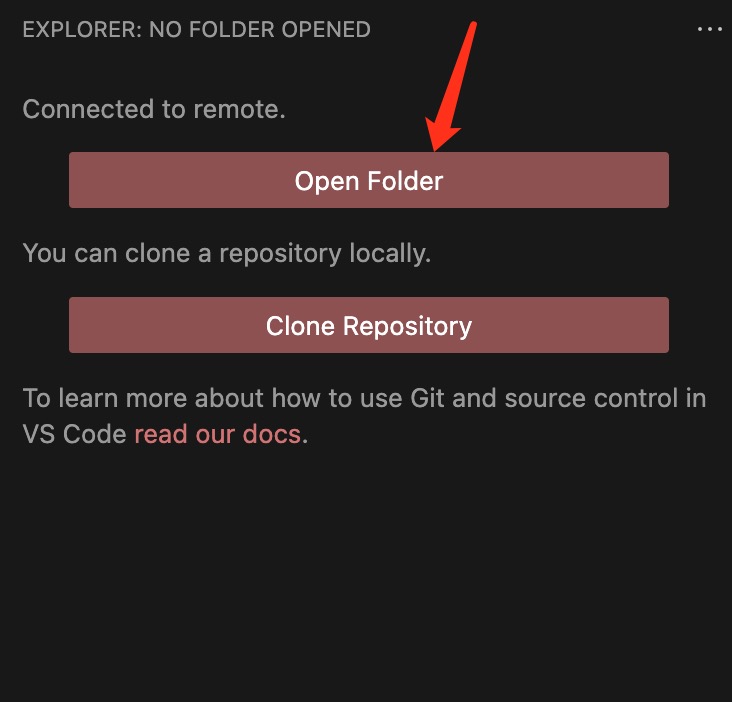 EXPLORER: NO FOLDER OPENED
Connected to remote.
Open Folder
You can clone a repository locally.
Clone Repository
To learn more about how to use Git and source control in
VS Code read our docs.